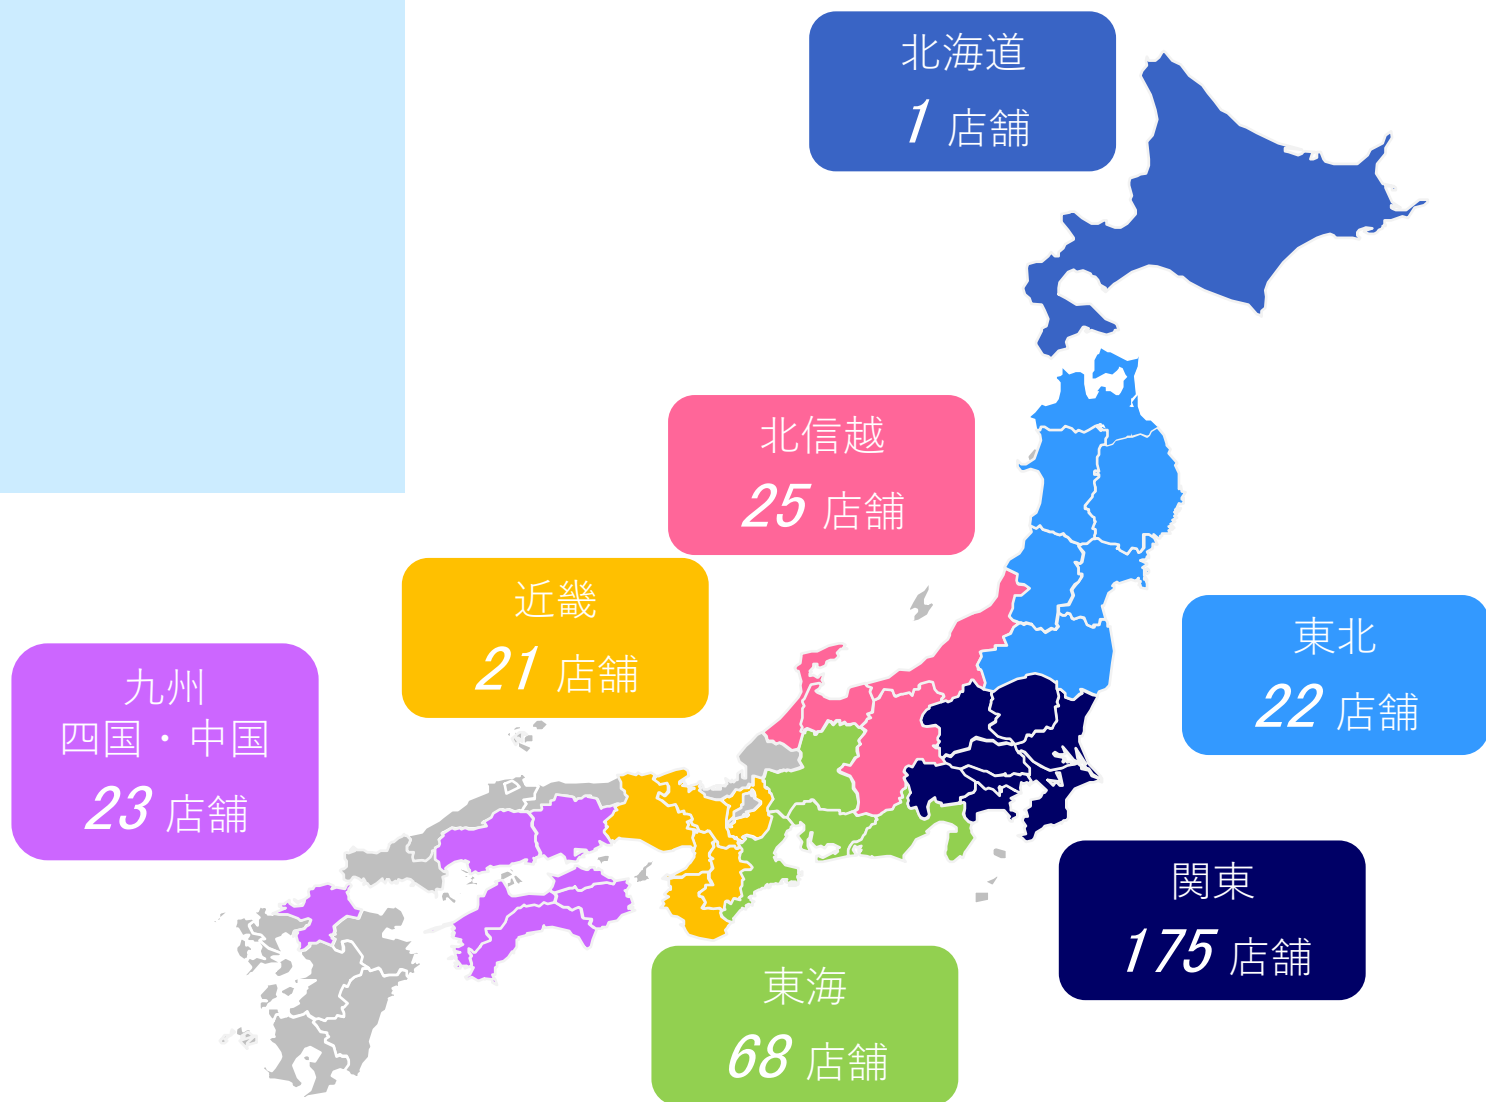 北海道
1 店舗
北信越
25 店舗
近畿
21 店舗
東北
22 店舗
九州
四国・中国
23 店舗
関東
175 店舗
東海
68 店舗